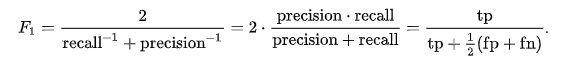 F₁ = 2 / (recall⁻¹ + precision⁻¹) = 2 · (precision · recall) / (precision + recall) = tp / (tp + ½(fp + fn)).